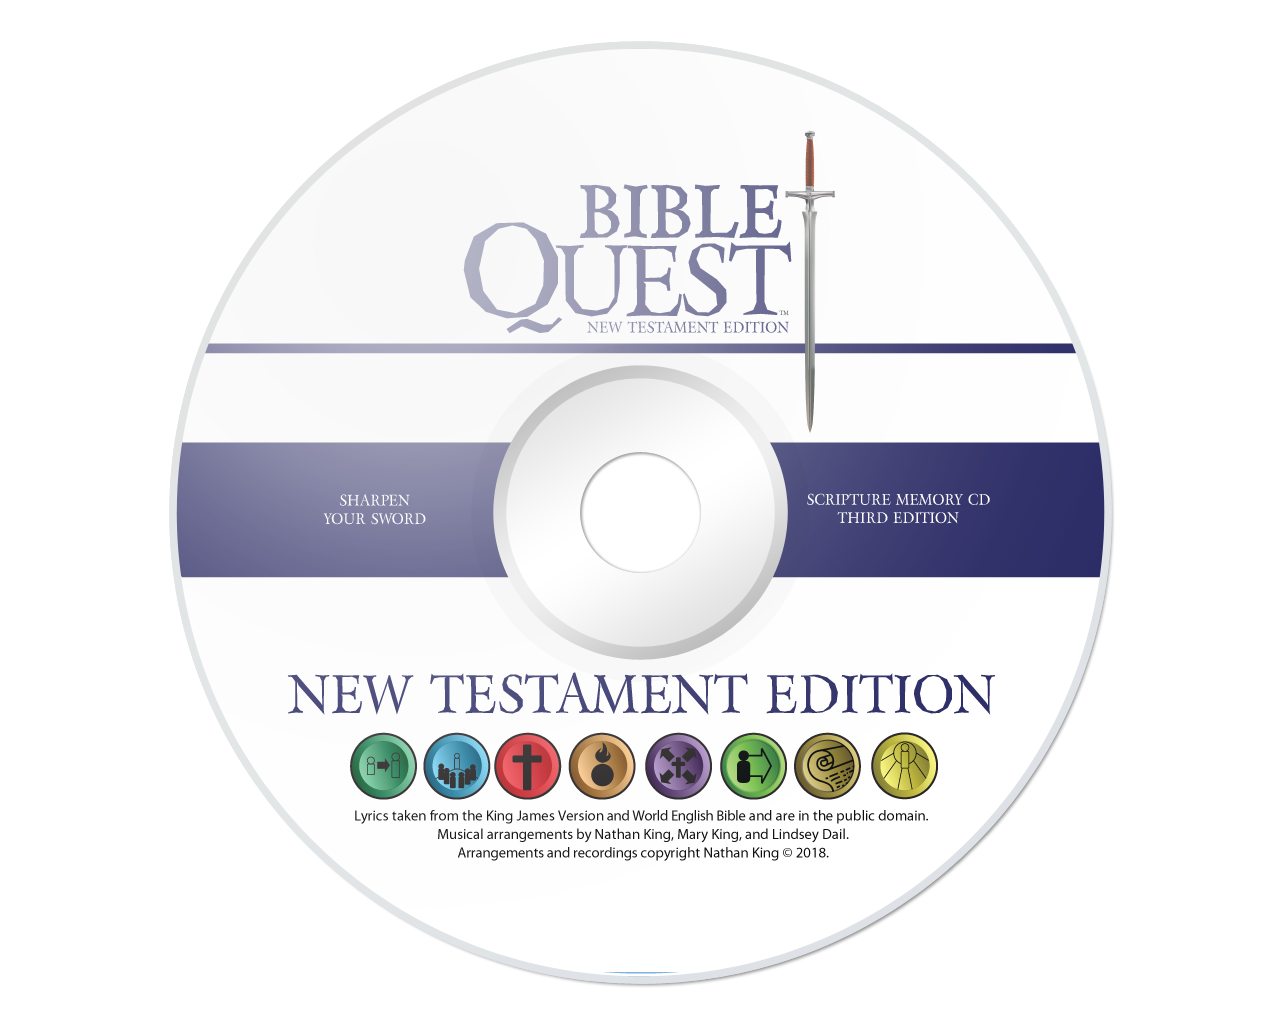 BIBLE
QUEST™
NEW TESTAMENT EDITION
SHARPEN
YOUR SWORD
SCRIPTURE MEMORY CD
THIRD EDITION
NEW TESTAMENT EDITION
Lyrics taken from the King James Version and World English Bible and are in the public domain.
Musical arrangements by Nathan King, Mary King, and Lindsey Dail.
Arrangements and recordings copyright Nathan King © 2018.